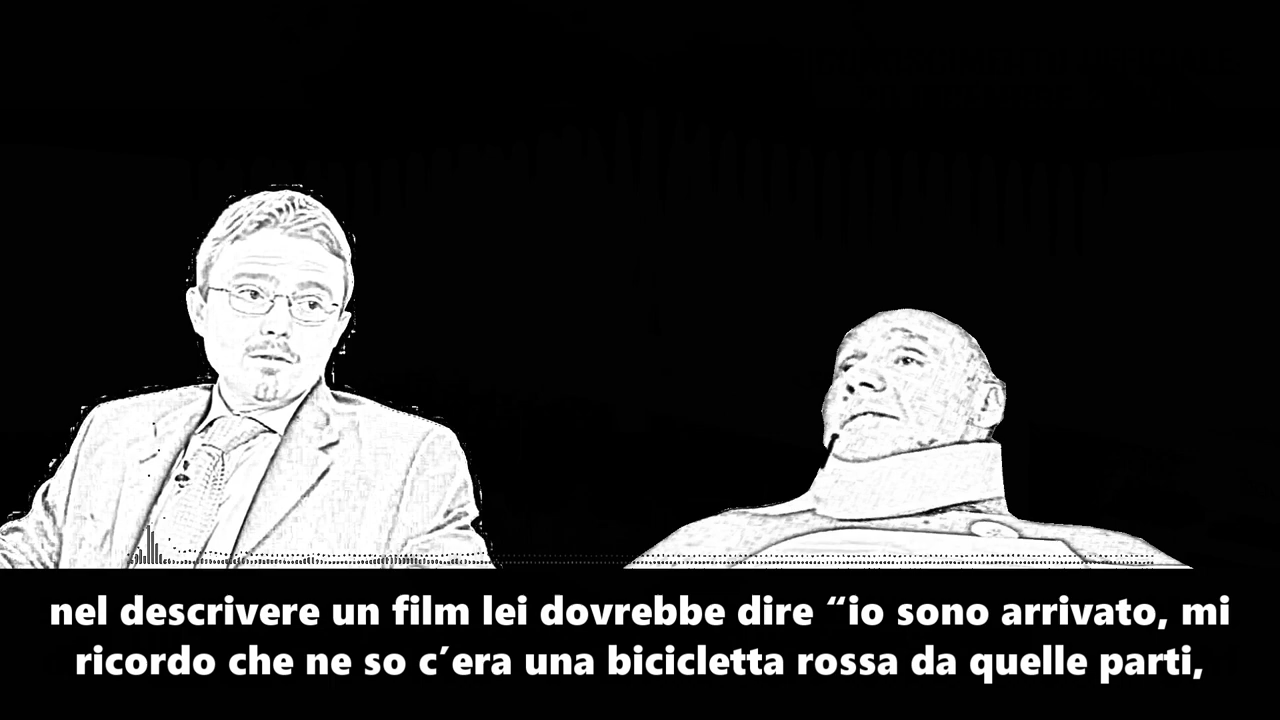 nel descrivere un film lei dovrebbe dire “io sono arrivato, mi
ricordo che ne so c´era una bicicletta rossa da quelle parti,